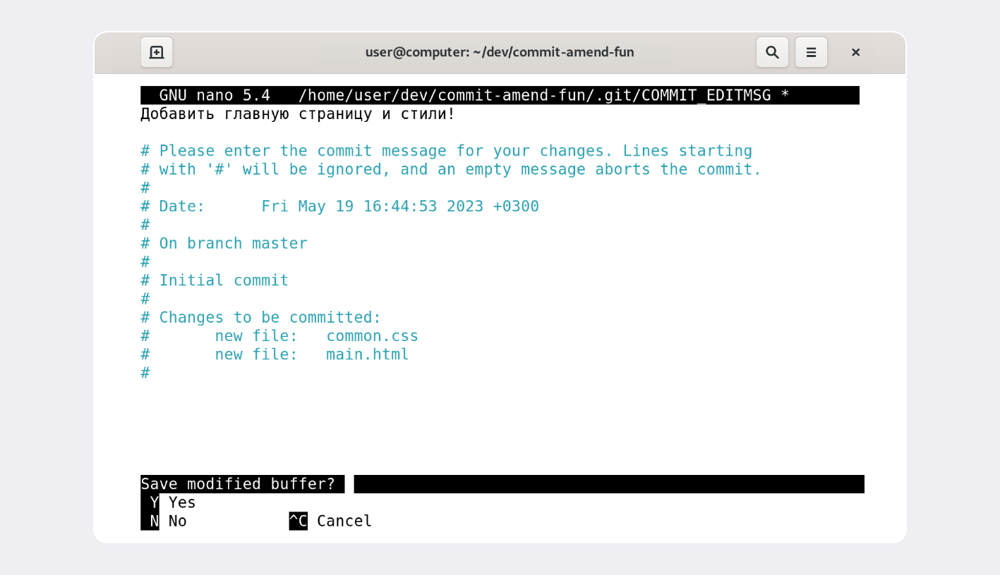 user@computer: ~/dev/commit-amend-fun
GNU nano 5.4   /home/user/dev/commit-amend-fun/.git/COMMIT_EDITMSG *
Добавить главную страницу и стили!
# Please enter the commit message for your changes. Lines starting
# with '#' will be ignored, and an empty message aborts the commit.
#
# Date:      Fri May 19 16:44:53 2023 +0300
#
# On branch master
#
# Initial commit
#
# Changes to be committed:
#       new file:   common.css
#       new file:   main.html
#
Save modified buffer?
Y Yes
N No           ^C Cancel